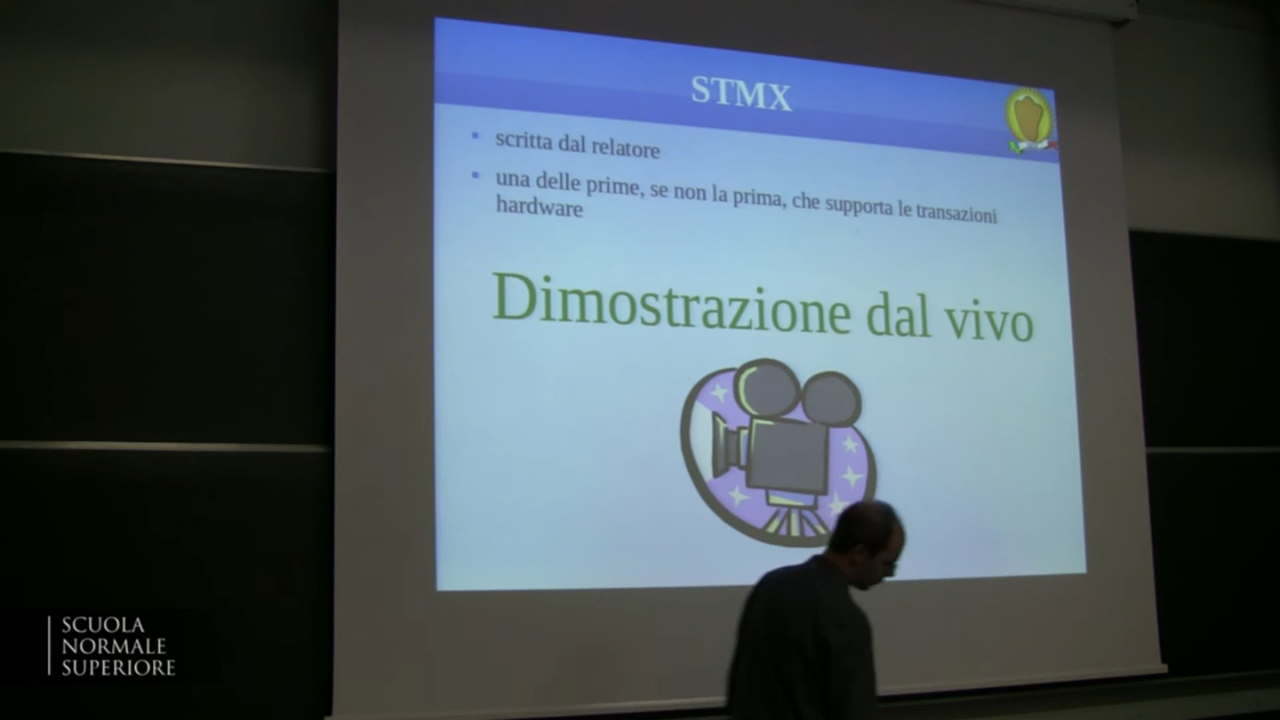 STMX
scritta dal relatore
una delle prime, se non la prima, che supporta le transazioni
hardware
Dimostrazione dal vivo
SCUOLA
NORMALE
SUPERIORE